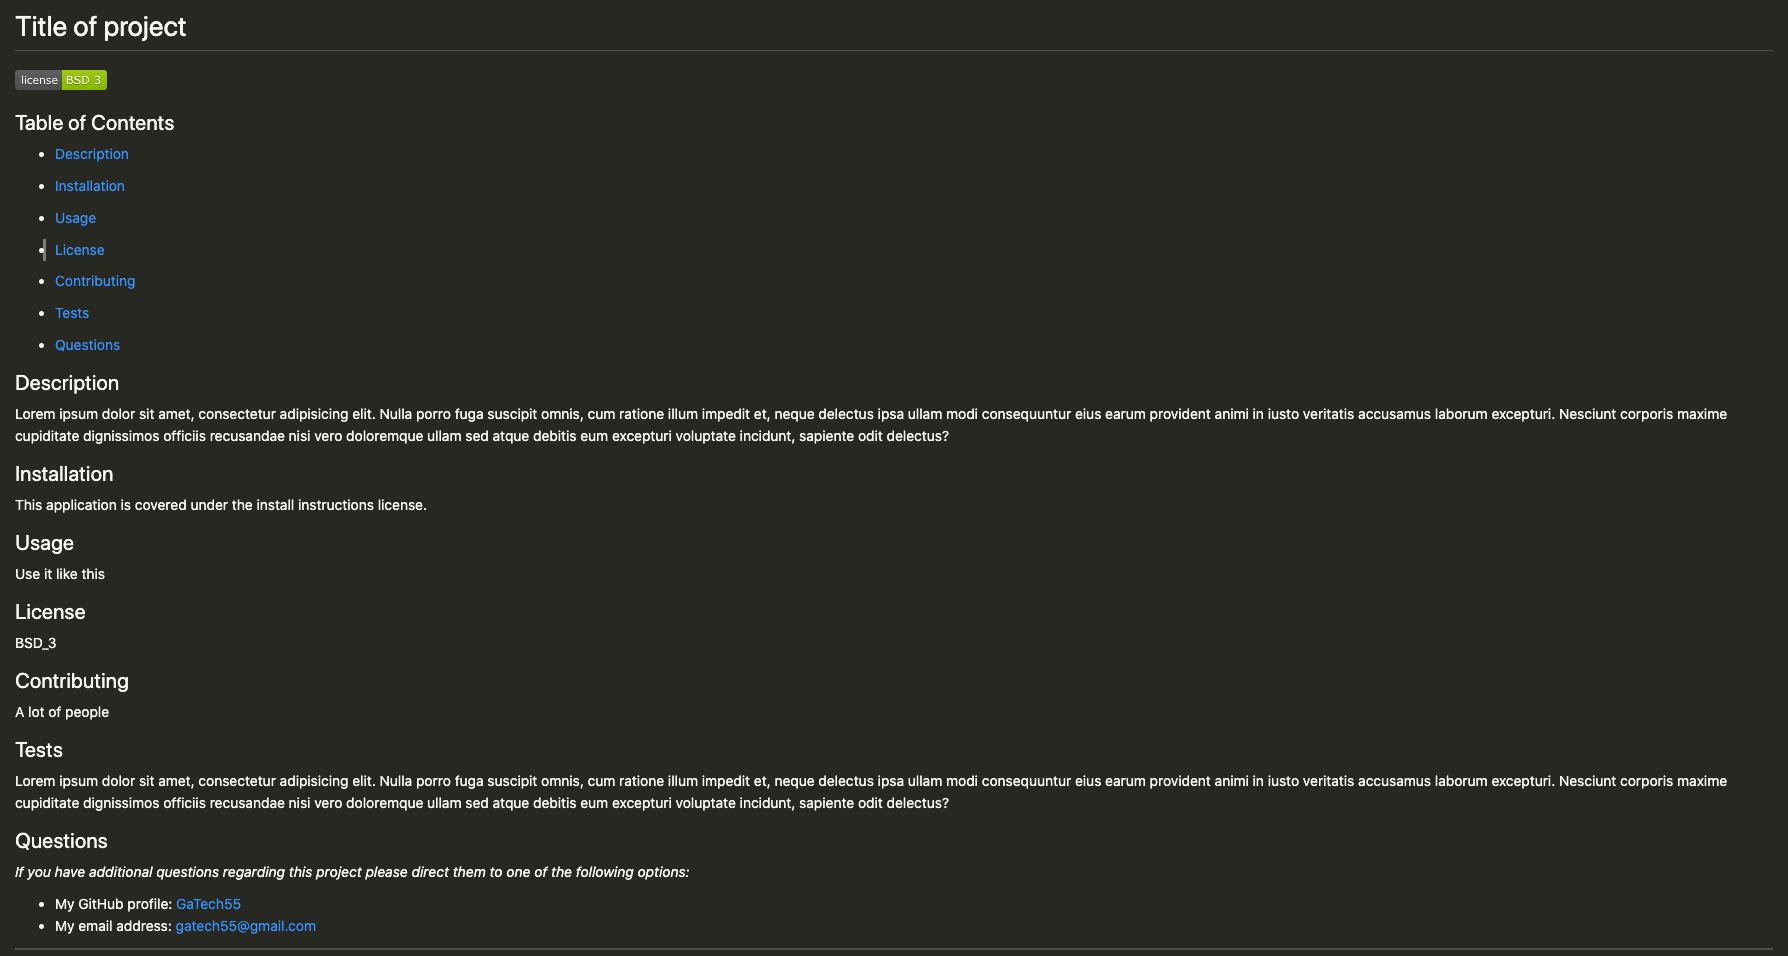 Title of project
license BSD 3
Table of Contents
Description
Installation
Usage
License
Contributing
Tests
Questions
Description
Lorem ipsum dolor sit amet, consectetur adipisicing elit. Nulla porro fuga suscipit omnis, cum ratione illum impedit et, neque delectus ipsa ullam modi consequuntur eius earum provident animi in iusto veritatis accusamus laborum excepturi. Nesciunt corporis maxime
cupiditate dignissimos officiis recusandae nisi vero doloremque ullam sed atque debitis eum excepturi voluptate incidunt, sapiente odit delectus?
Installation
This application is covered under the install instructions license.
Usage
Use it like this
License
BSD_3
Contributing
A lot of people
Tests
Lorem ipsum dolor sit amet, consectetur adipisicing elit. Nulla porro fuga suscipit omnis, cum ratione illum impedit et, neque delectus ipsa ullam modi consequuntur eius earum provident animi in iusto veritatis accusamus laborum excepturi. Nesciunt corporis maxime
cupiditate dignissimos officiis recusandae nisi vero doloremque ullam sed atque debitis eum excepturi voluptate incidunt, sapiente odit delectus?
Questions
If you have additional questions regarding this project please direct them to one of the following options:
My GitHub profile: GaTech55
My email address: gatech55@gmail.com